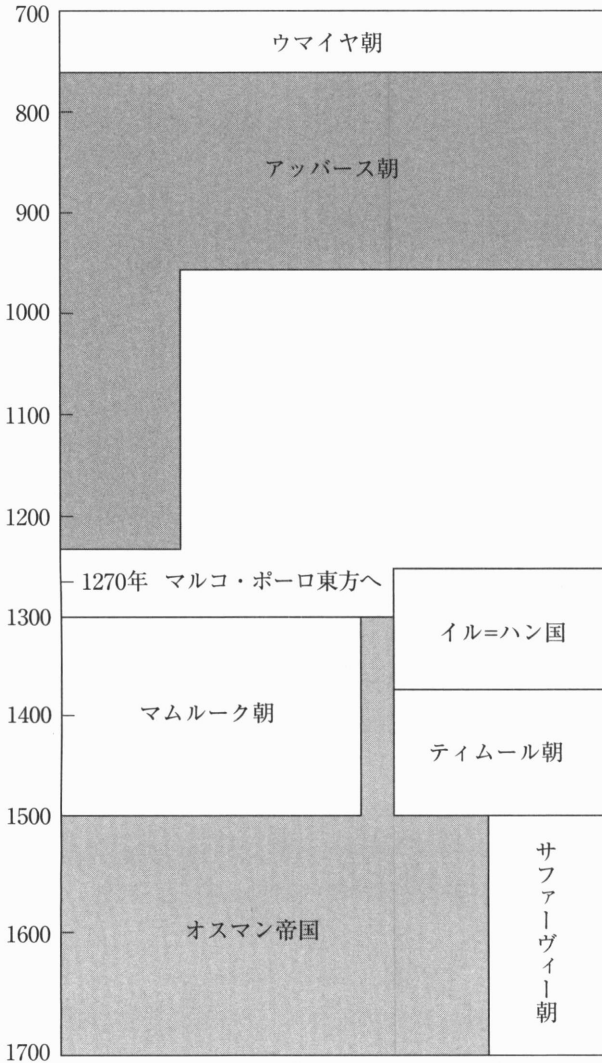 700
ウマイヤ朝
800
アッバース朝
900
1000
1100
1200
1270年 マルコ・ポーロ東方へ
1300
イル=ハン国
マムルーク朝
1400
ティムール朝
1500
サファーヴィー朝
オスマン帝国
1600
1700